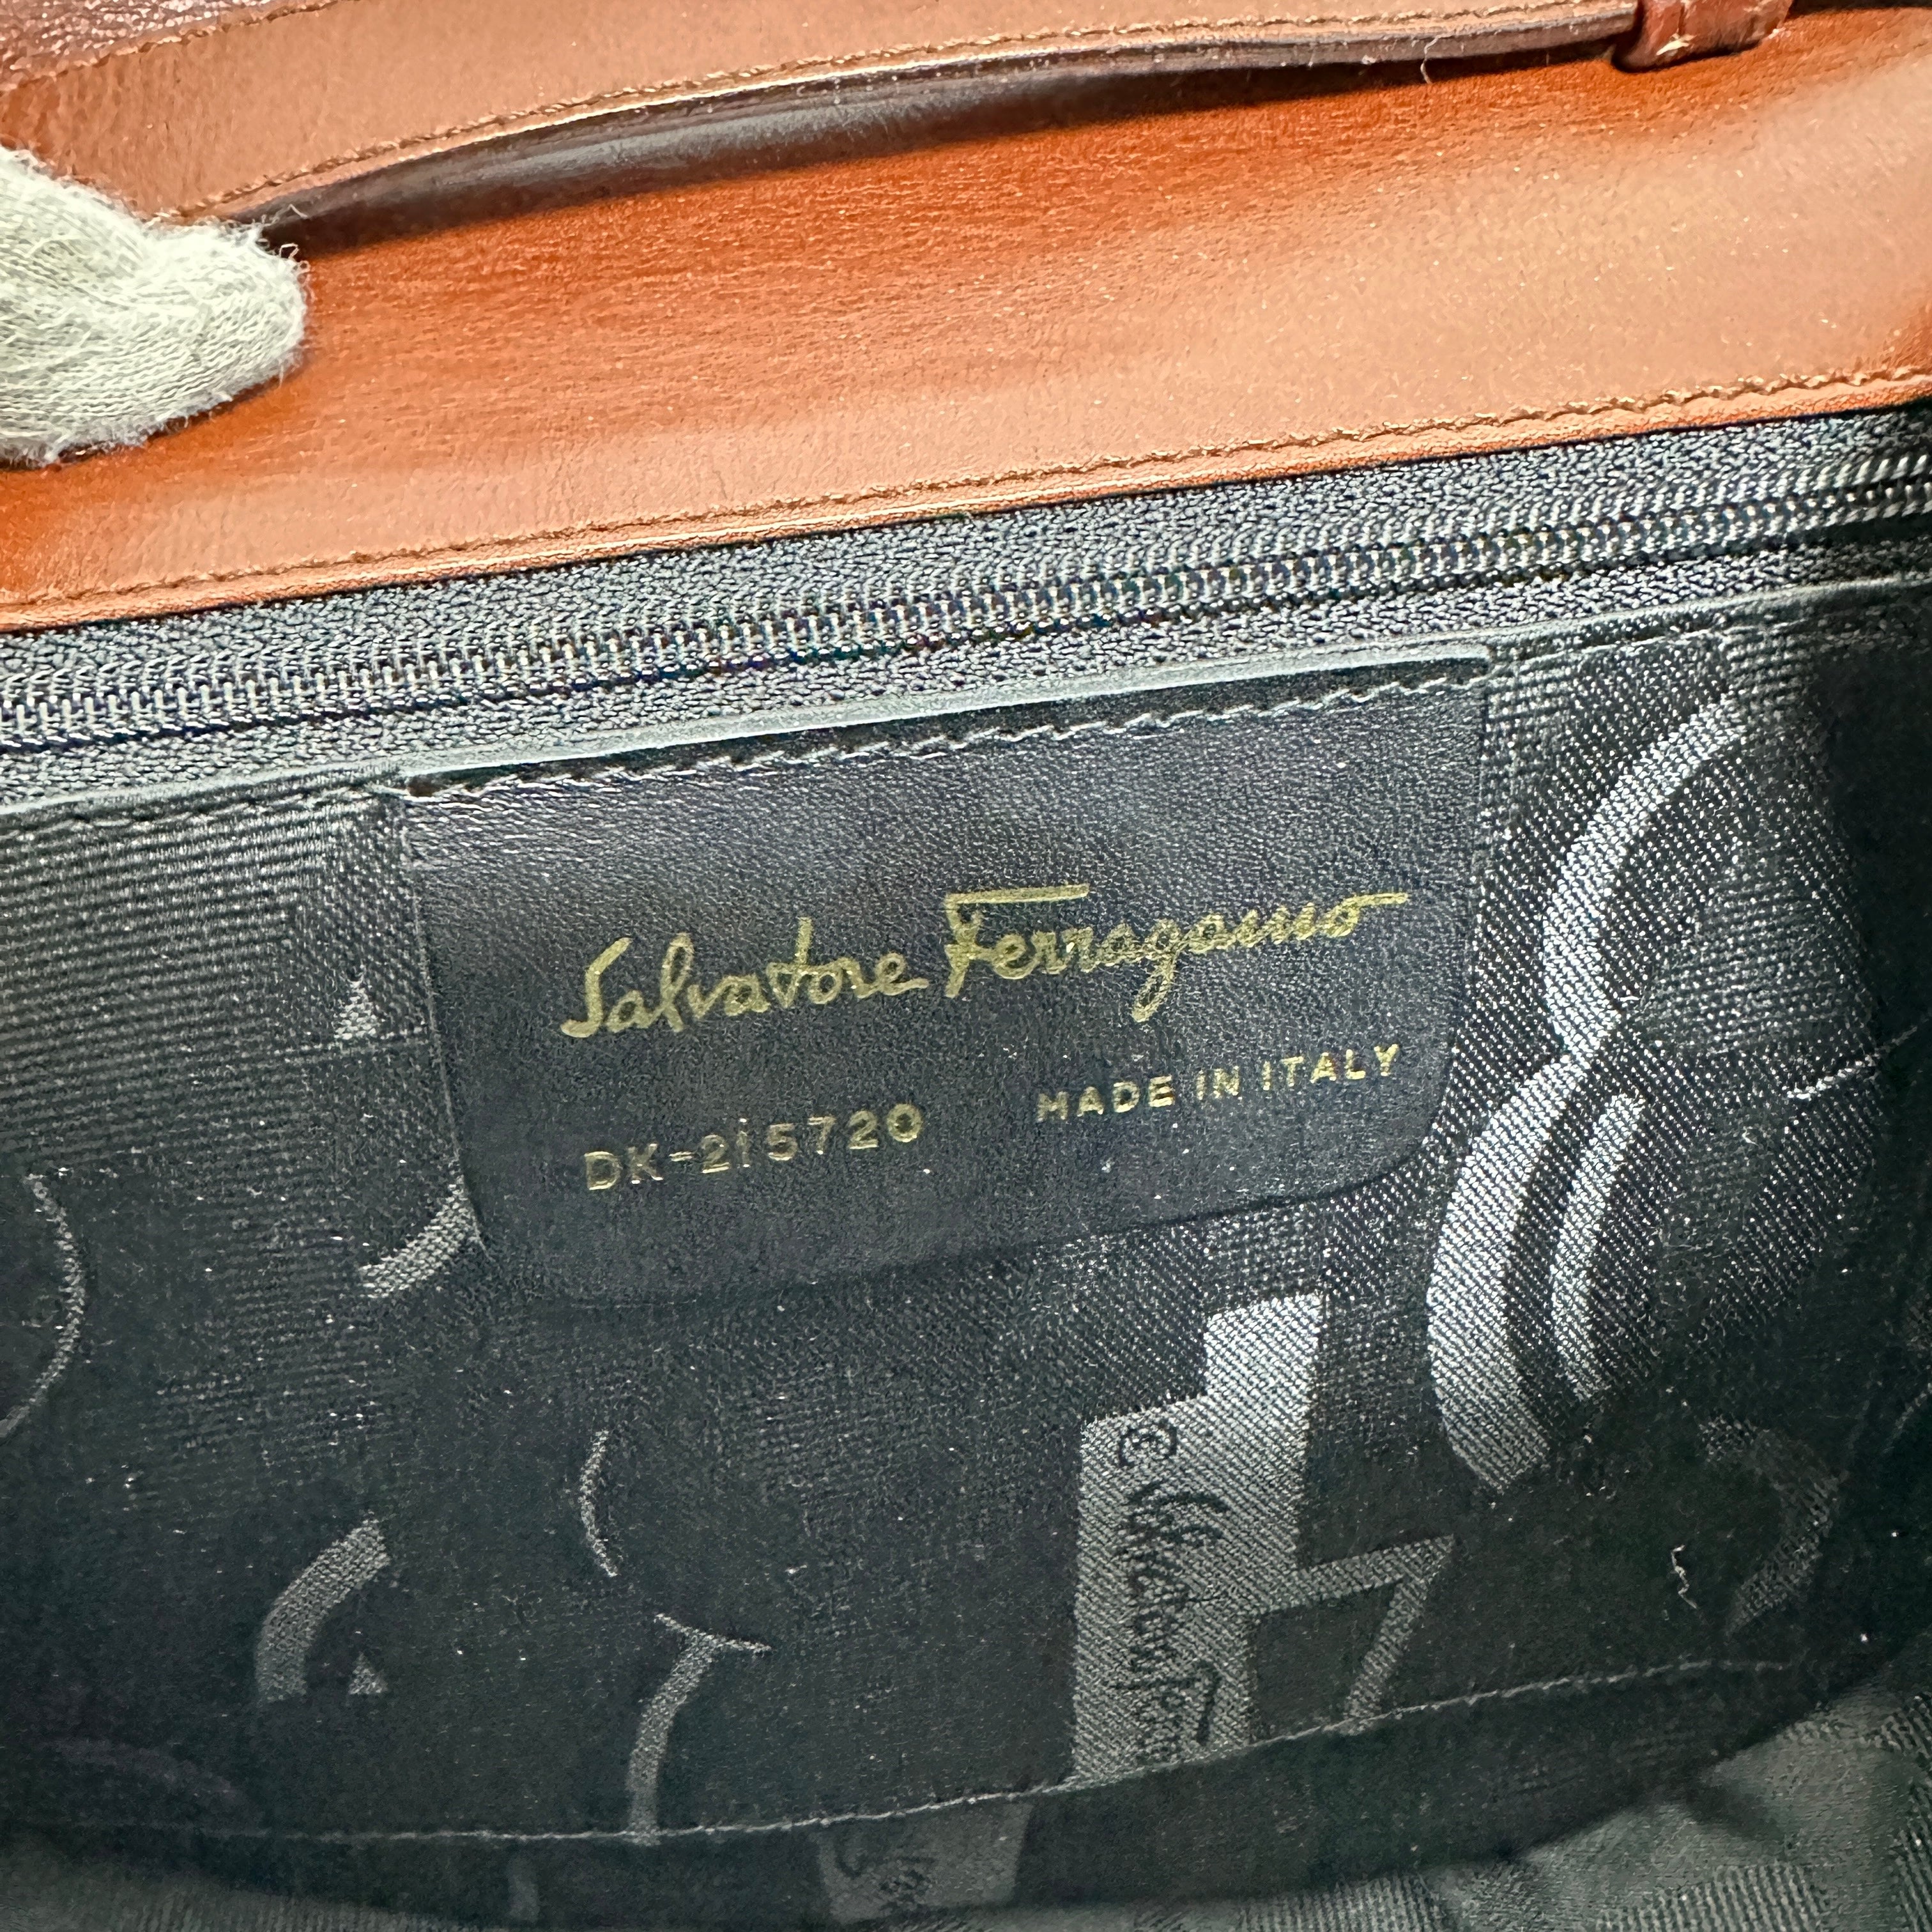 Salvatore Ferragamo
DK-215720 MADE IN ITALY
©